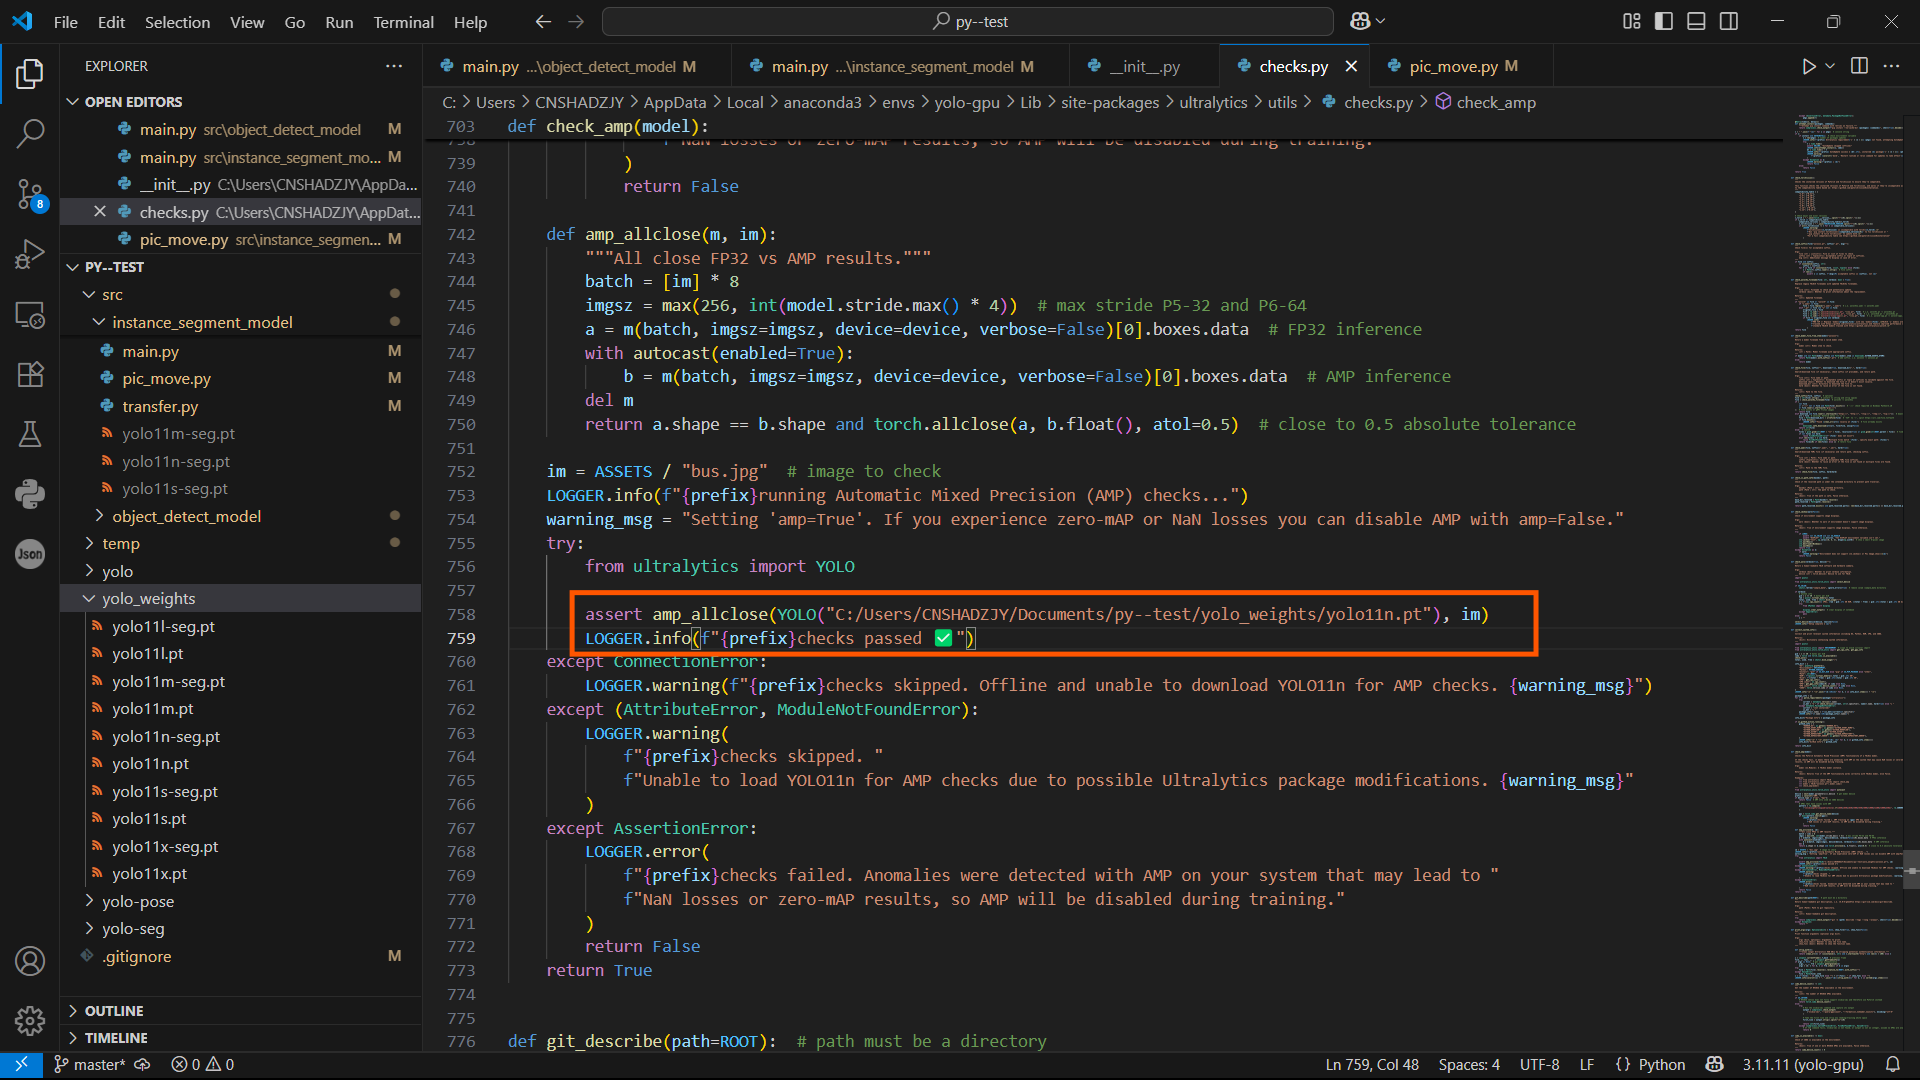 File Edit Selection View Go Run Terminal Help
py--test
EXPLORER
OPEN EDITORS
main.py src\object_detect_model M
main.py src\instance_segment_mo... M
__init__.py C:\Users\CNSHADZJY\AppDa...
checks.py C:\Users\CNSHADZJY\AppDat...
pic_move.py src\instance_segmen... M
PY--TEST
src
instance_segment_model
main.py M
pic_move.py M
transfer.py M
yolo11m-seg.pt
yolo11n-seg.pt
yolo11s-seg.pt
object_detect_model
temp
yolo
yolo_weights
yolo11l-seg.pt
yolo11l.pt
yolo11m-seg.pt
yolo11m.pt
yolo11n-seg.pt
yolo11n.pt
yolo11s-seg.pt
yolo11s.pt
yolo11x-seg.pt
yolo11x.pt
yolo-pose
yolo-seg
.gitignore M
OUTLINE
TIMELINE
8
Json
main.py ...\object_detect_model M
main.py ...\instance_segment_model M
__init__.py
checks.py
pic_move.py M
C: > Users > CNSHADZJY > AppData > Local > anaconda3 > envs > yolo-gpu > Lib > site-packages > ultralytics > utils > checks.py > check_amp
703 def check_amp(model):
f"NaN losses or zero-mAP results, so AMP will be disabled during training."
739 )
740 return False
741
742 def amp_allclose(m, im):
743 """All close FP32 vs AMP results."""
744 batch = [im] * 8
745 imgsz = max(256, int(model.stride.max() * 4))  # max stride P5-32 and P6-64
746 a = m(batch, imgsz=imgsz, device=device, verbose=False)[0].boxes.data  # FP32 inference
747 with autocast(enabled=True):
748 b = m(batch, imgsz=imgsz, device=device, verbose=False)[0].boxes.data  # AMP inference
749 del m
750 return a.shape == b.shape and torch.allclose(a, b.float(), atol=0.5)  # close to 0.5 absolute tolerance
751
752 im = ASSETS / "bus.jpg"  # image to check
753 LOGGER.info(f"{prefix}running Automatic Mixed Precision (AMP) checks...")
754 warning_msg = "Setting 'amp=True'. If you experience zero-mAP or NaN losses you can disable AMP with amp=False."
755 try:
756 from ultralytics import YOLO
757
758 assert amp_allclose(YOLO("C:/Users/CNSHADZJY/Documents/py--test/yolo_weights/yolo11n.pt"), im)
759 LOGGER.info(f"{prefix}checks passed ✅")
760 except ConnectionError:
761 LOGGER.warning(f"{prefix}checks skipped. Offline and unable to download YOLO11n for AMP checks. {warning_msg}")
762 except (AttributeError, ModuleNotFoundError):
763 LOGGER.warning(
764 f"{prefix}checks skipped. "
765 f"Unable to load YOLO11n for AMP checks due to possible Ultralytics package modifications. {warning_msg}"
766 )
767 except AssertionError:
768 LOGGER.error(
769 f"{prefix}checks failed. Anomalies were detected with AMP on your system that may lead to "
770 f"NaN losses or zero-mAP results, so AMP will be disabled during training."
771 )
772 return False
773 return True
774
775
776 def git_describe(path=ROOT):  # path must be a directory
master* 0 0
Ln 759, Col 48 Spaces: 4 UTF-8 LF {} Python 3.11.11 (yolo-gpu)